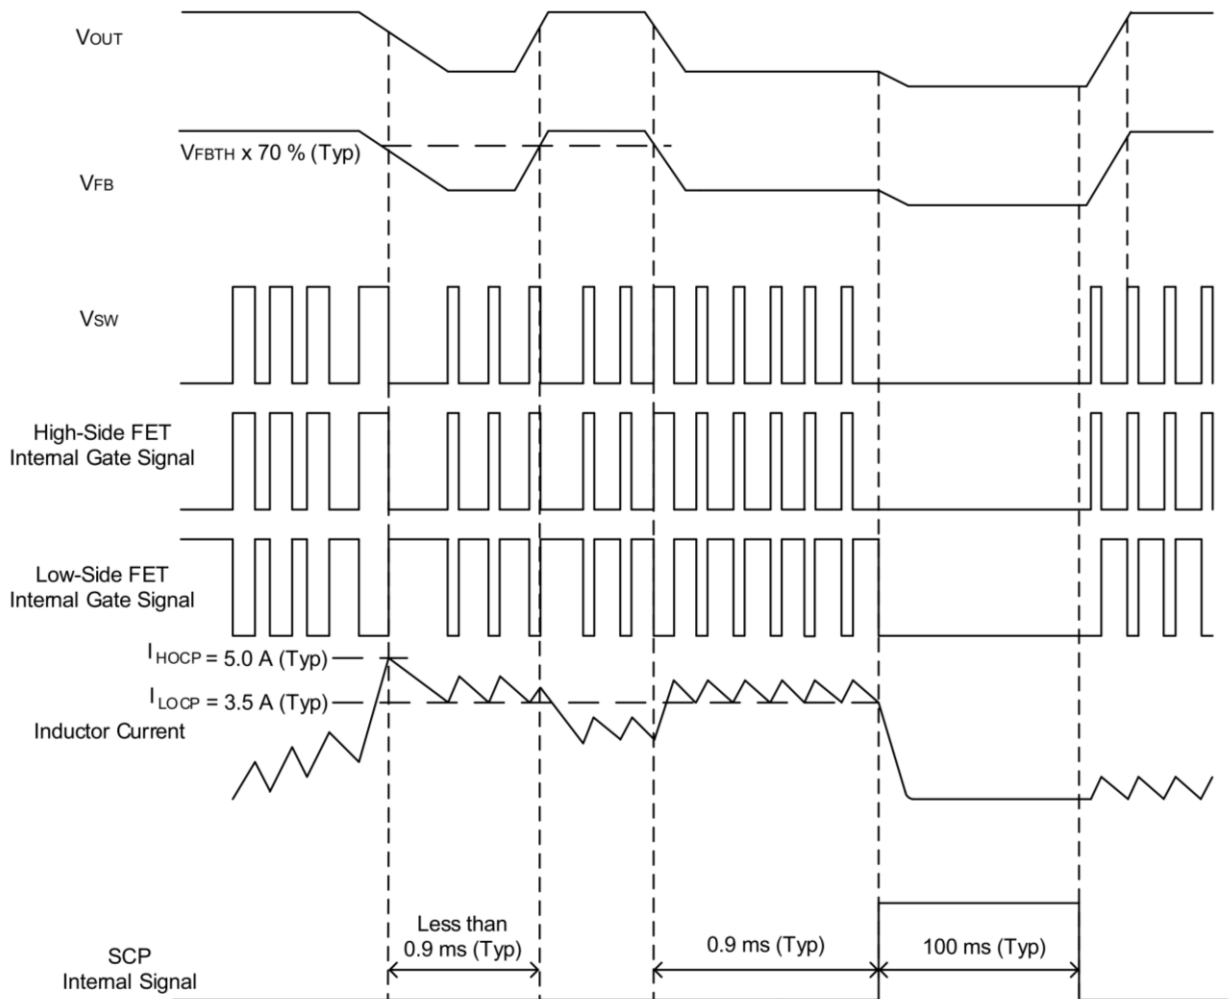 VOUT
VFBTH x 70 % (Typ)
VFB
VSW
High-Side FET
Internal Gate Signal
Low-Side FET
Internal Gate Signal
I HOCP = 5.0 A (Typ)
I LOCP = 3.5 A (Typ)
Inductor Current
Less than
0.9 ms (Typ)
0.9 ms (Typ)
100 ms (Typ)
SCP
Internal Signal